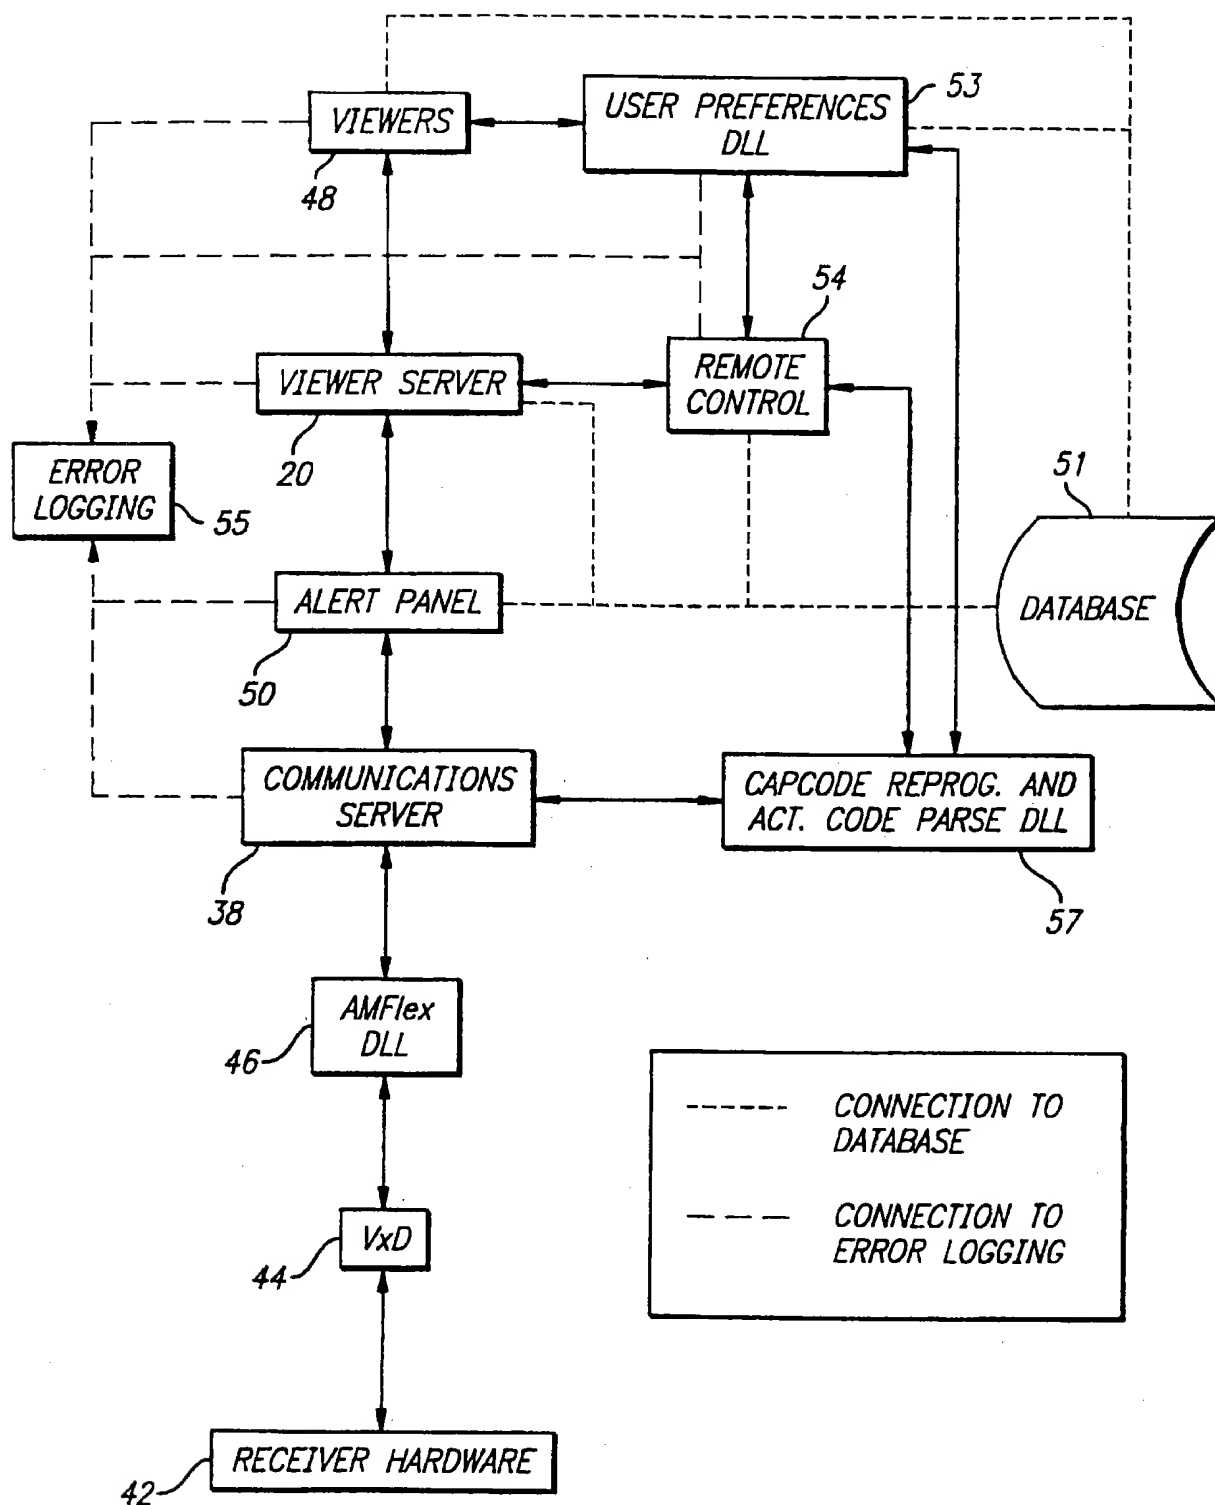 53
USER PREFERENCES
DLL
VIEWERS
48
54
REMOTE
CONTROL
VIEWER SERVER
20
ERROR
LOGGING
55
51
DATABASE
ALERT PANEL
50
COMMUNICATIONS
SERVER
38
CAPCODE REPROG. AND
ACT. CODE PARSE DLL
57
AMFlex
DLL
46
CONNECTION TO
DATABASE
CONNECTION TO
ERROR LOGGING
VxD
44
RECEIVER HARDWARE
42